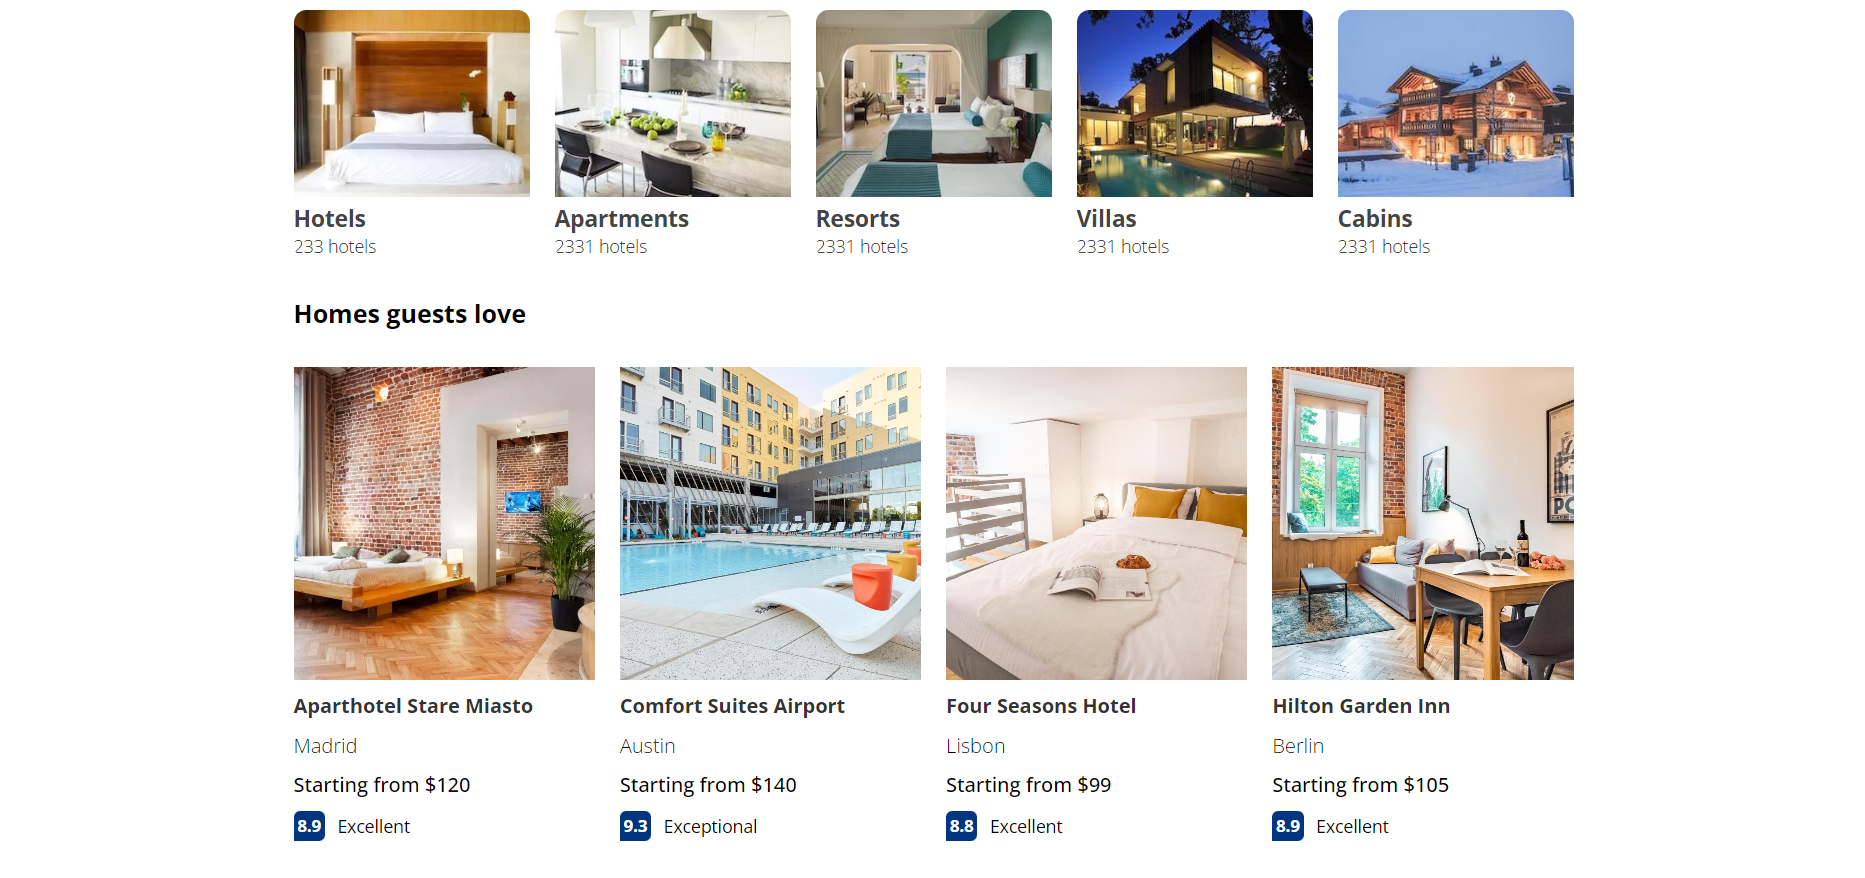 Hotels
233 hotels
Apartments
2331 hotels
Resorts
2331 hotels
Villas
2331 hotels
Cabins
2331 hotels
Homes guests love
PO
Aparthotel Stare Miasto
Madrid
Starting from $120
8.9 Excellent
Comfort Suites Airport
Austin
Starting from $140
9.3 Exceptional
Four Seasons Hotel
Lisbon
Starting from $99
8.8 Excellent
Hilton Garden Inn
Berlin
Starting from $105
8.9 Excellent